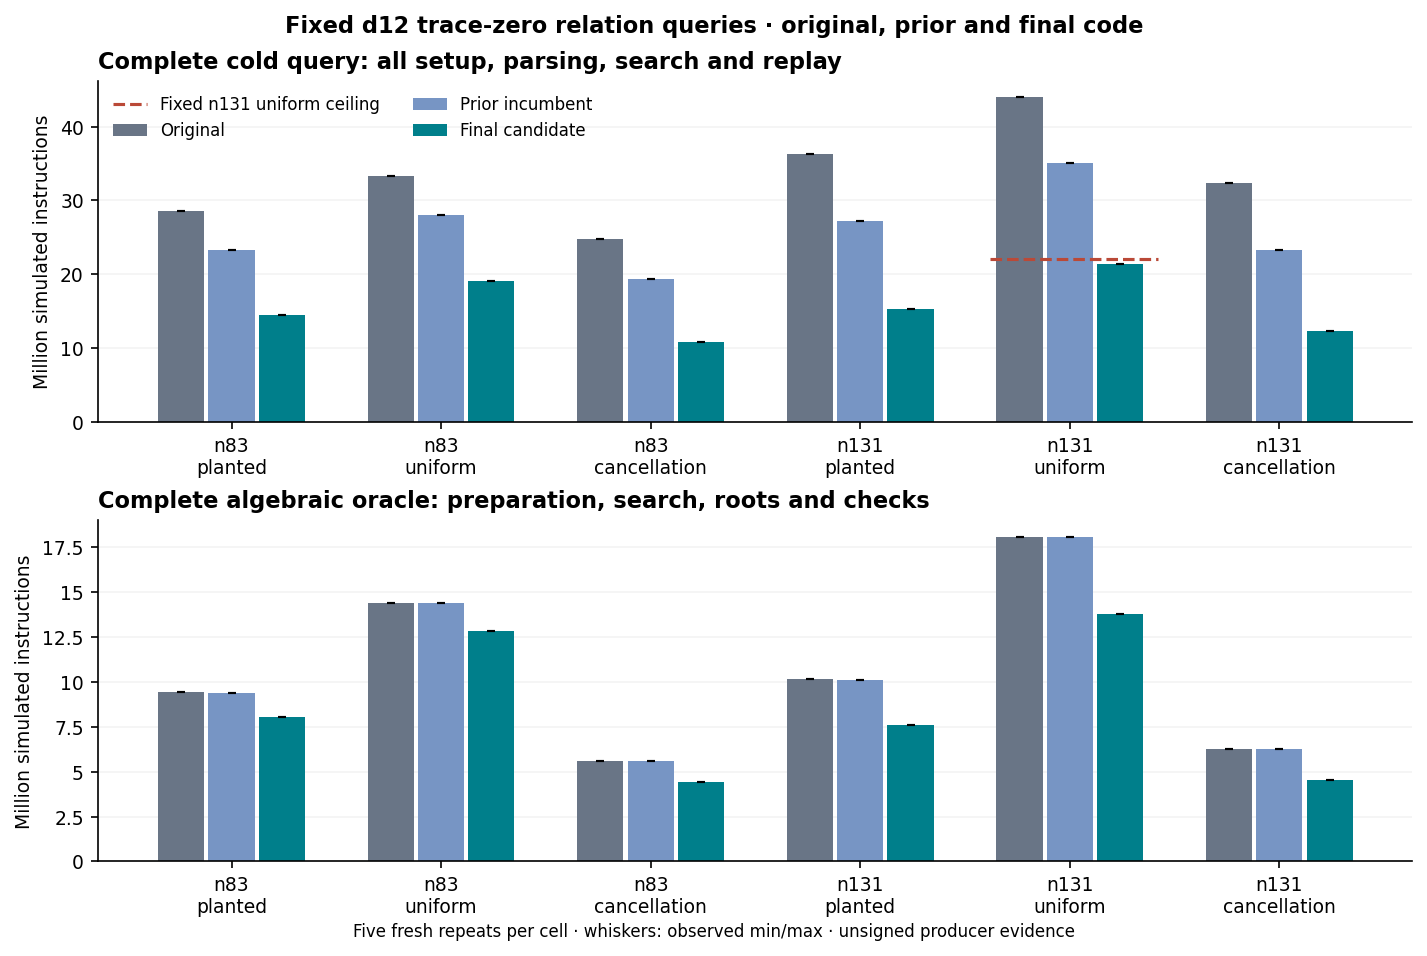 Fixed d12 trace-zero relation queries · original, prior and final code
Complete cold query: all setup, parsing, search and replay
Fixed n131 uniform ceiling
Original
Prior incumbent
Final candidate
Million simulated instructions
40
30
20
10
0
n83 planted
n83 uniform
n83 cancellation
n131 planted
n131 uniform
n131 cancellation
Complete algebraic oracle: preparation, search, roots and checks
Million simulated instructions
17.5
15
12.5
10
7.5
5
2.5
0
n83 planted
n83 uniform
n83 cancellation
n131 planted
n131 uniform
n131 cancellation
Five fresh repeats per cell · whiskers: observed min/max · unsigned producer evidence